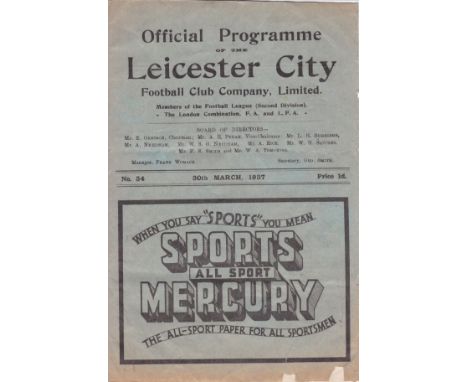 Official Programme
OF THE
Leicester City
Football Club Company, Limited.
Members of the Football League (Second Division).
- The London Combination, F.A. and L.F.A. -
BOARD OF DIRECTORS—
Manager, FRANK WOMACK
No. 34 30th MARCH, 1937 Price 1d.
WHEN YOU SAY "SPORTS" YOU MEAN
SPORTS
ALL SPORT
MERCURY
THE ALL-SPORT PAPER FOR ALL SPORTSMEN